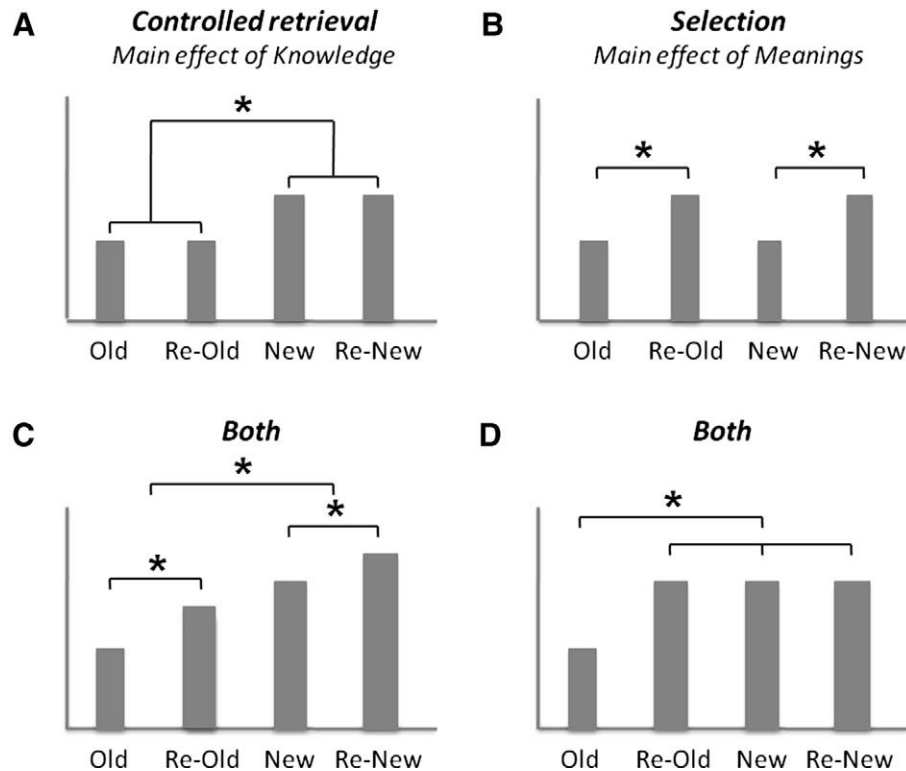 A
Controlled retrieval
Main effect of Knowledge
*
Old Re-Old New Re-New
B
Selection
Main effect of Meanings
* *
Old Re-Old New Re-New
C
Both
*
*
*
Old Re-Old New Re-New
D
Both
*
Old Re-Old New Re-New